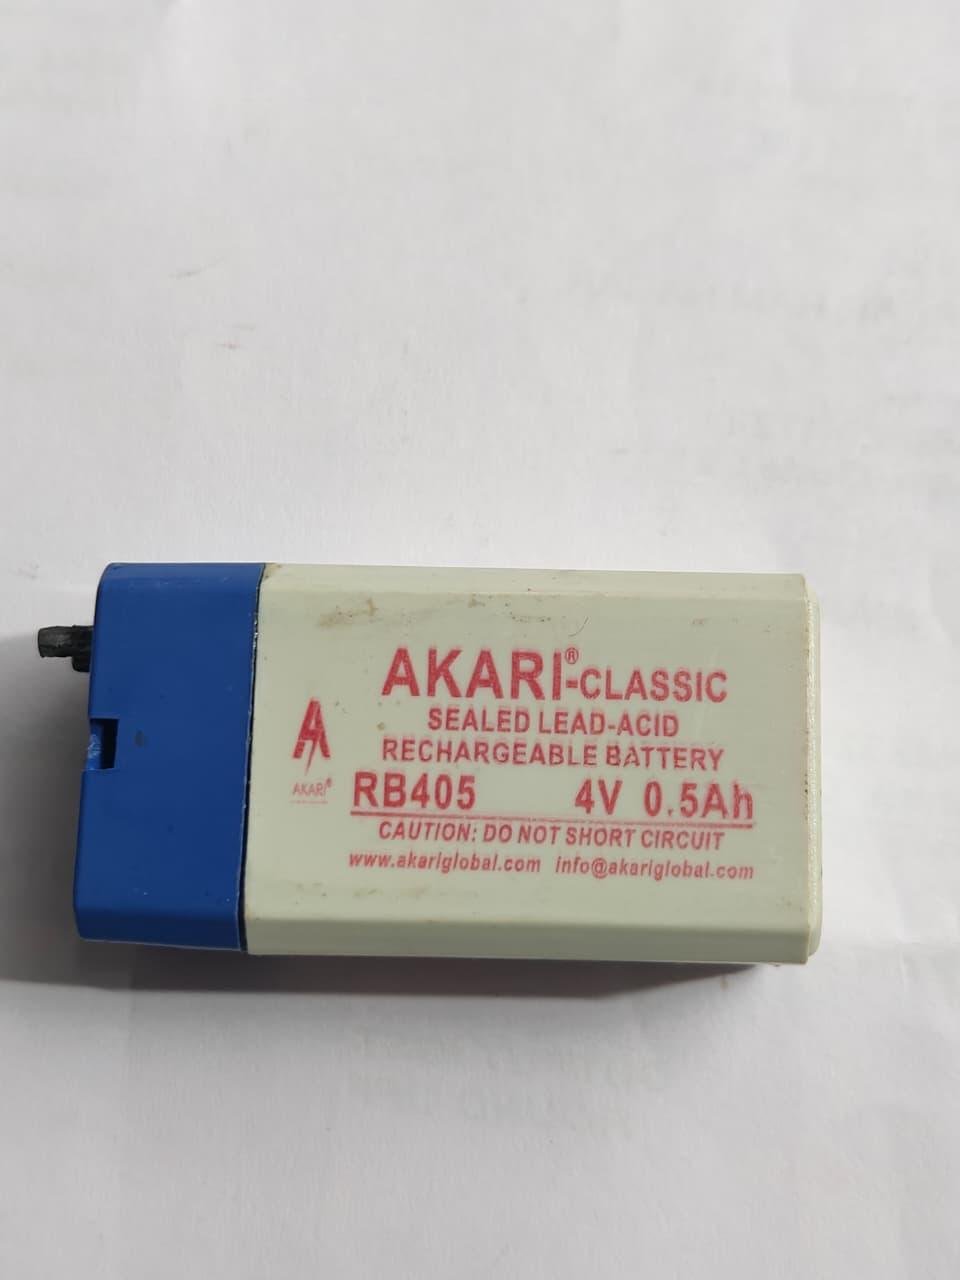 AKARI®-CLASSIC
SEALED LEAD-ACID
RECHARGEABLE BATTERY
AKARI®
RB405 4V 0.5Ah
CAUTION: DO NOT SHORT CIRCUIT
www.akariglobal.com info@akariglobal.com